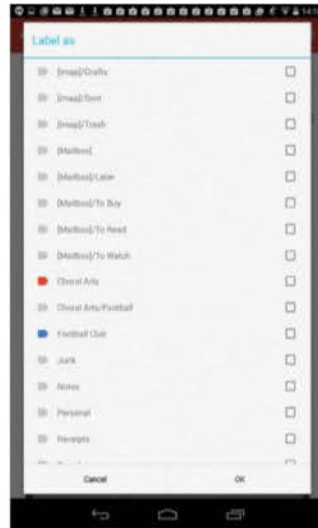 Label as
[Imap]/Drafts
[Imap]/Sent
[Imap]/Trash
[Mailbox]
[Mailbox]/Later
[Mailbox]/To Buy
[Mailbox]/To Read
[Mailbox]/To Watch
Choral Arts
Choral Arts/Football
Football Club
Junk
Notes
Personal
Receipts
Cancel
OK